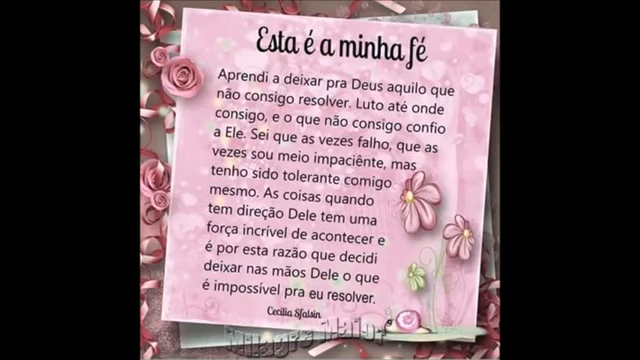 Esta é a minha fé
Aprendi a deixar pra Deus aquilo que
não consigo resolver. Luto até onde
consigo, e o que não consigo confio
a Ele. Sei que as vezes falho, que as
vezes sou meio impaciênte, mas
tenho sido tolerante comigo
mesmo. As coisas quando
tem direção Dele tem uma
força incrível de acontecer e
é por esta razão que decidi
deixar nas mãos Dele o que
é impossível pra eu resolver.
Cecilia Sfalsin
Milagre Maior